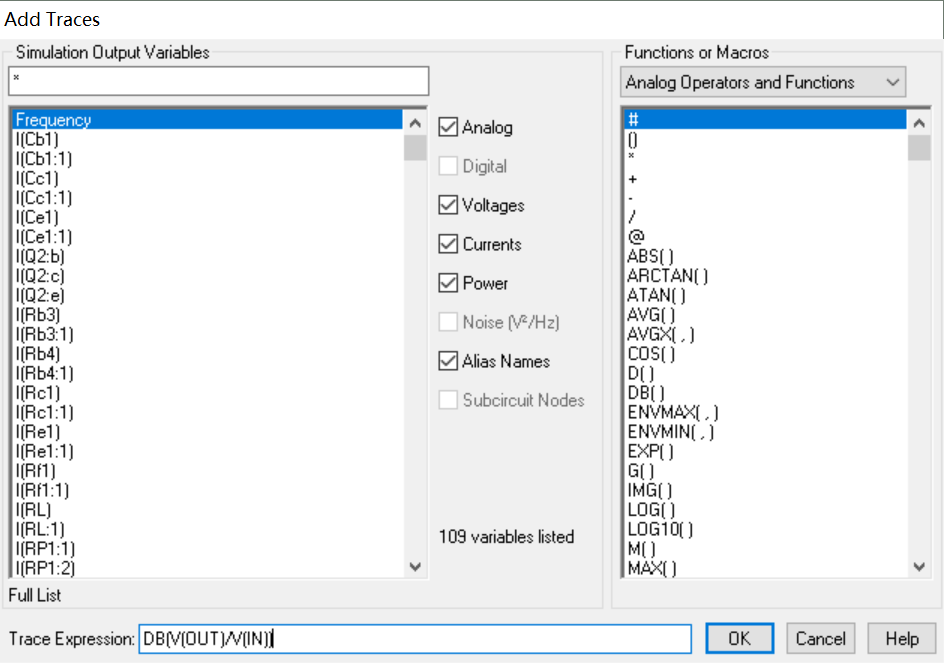 Add Traces
Simulation Output Variables
*
Frequency
I(Cb1)
I(Cb1:1)
I(Cc1)
I(Cc1:1)
I(Ce1)
I(Ce1:1)
I(Q2:b)
I(Q2:c)
I(Q2:e)
I(Rb3)
I(Rb3:1)
I(Rb4)
I(Rb4:1)
I(Rc1)
I(Rc1:1)
I(Re1)
I(Re1:1)
I(Rf1)
I(Rf1:1)
I(RL)
I(RL:1)
I(RP1:1)
I(RP1:2)
Full List
Analog
Digital
Voltages
Currents
Power
Noise (V²/Hz)
Alias Names
Subcircuit Nodes
109 variables listed
Functions or Macros
Analog Operators and Functions
#
()
*
+
-
/
@
ABS( )
ARCTAN( )
ATAN( )
AVG( )
AVGX( , )
COS( )
D( )
DB( )
ENVMAX( , )
ENVMIN( , )
EXP( )
G( )
IMG( )
LOG( )
LOG10( )
M( )
MAX( )
Trace Expression: DB(V(OUT)/V(IN))
OK
Cancel
Help